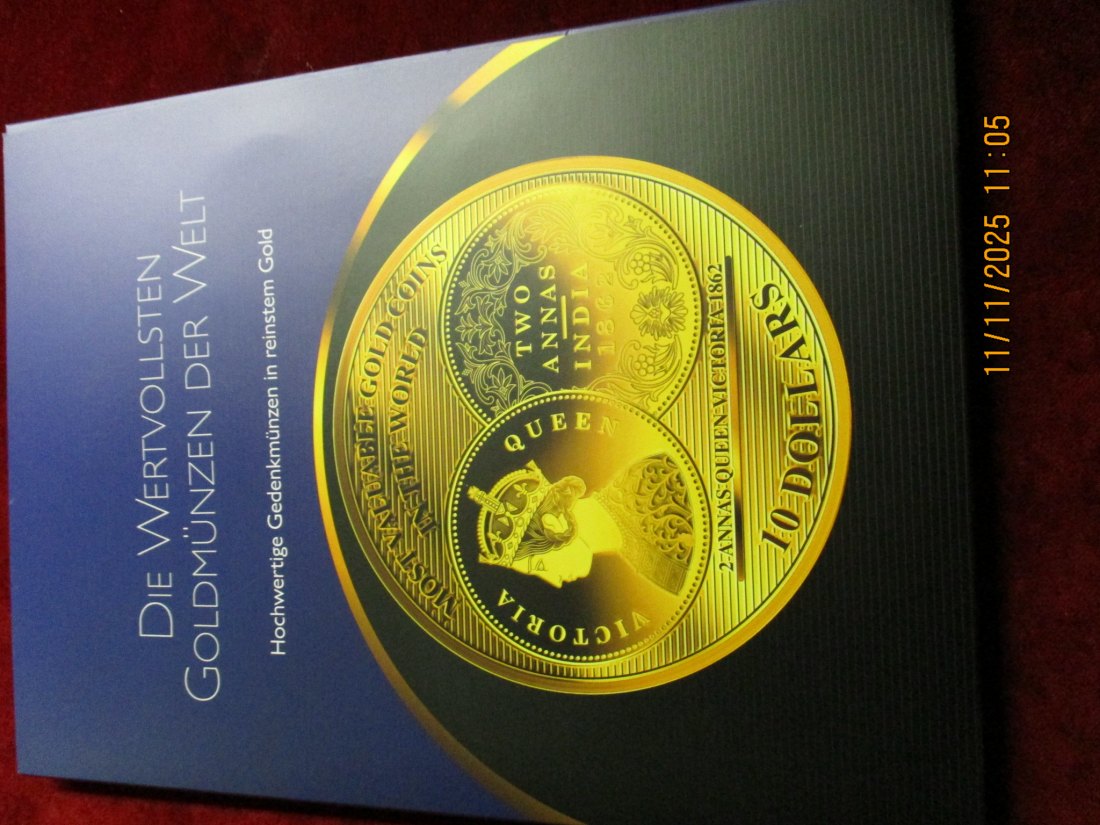 DIE WERTVOLLSTEN
GOLDMÜNZEN DER WELT
Hochwertige Gedenkmünzen in reinstem Gold
MOST VALUABLE GOLD COINS
IN THE WORLD
VICTORIA QUEEN
TWO
ANNAS
INDIA
1862
2-ANNAS QUEEN VICTORIA 1862
10 DOLLARS
11/11/2025 11:05